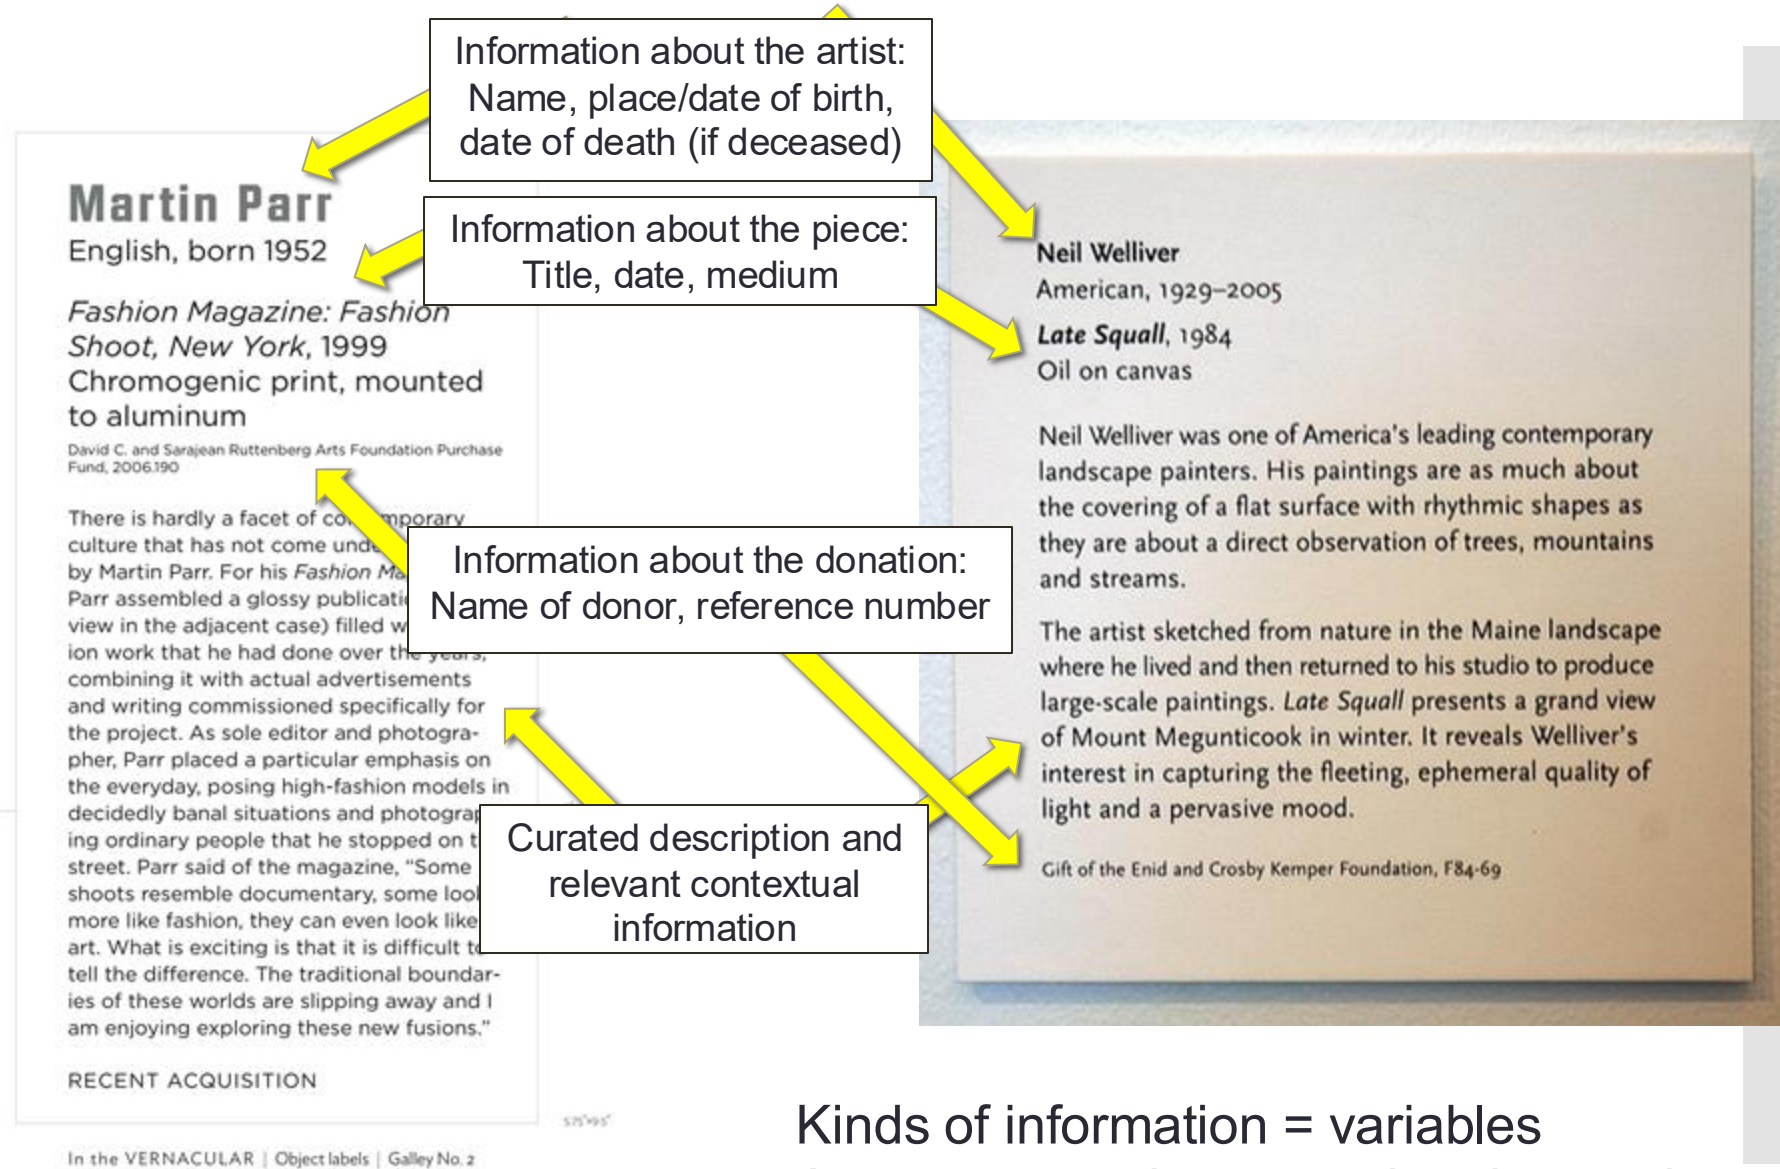 Information about the artist:
Name, place/date of birth,
date of death (if deceased)
Information about the piece:
Title, date, medium
Information about the donation:
Name of donor, reference number
Curated description and
relevant contextual
information
Martin Parr
English, born 1952
Fashion Magazine: Fashion
Shoot, New York, 1999
Chromogenic print, mounted
to aluminum
David C. and Sarajean Ruttenberg Arts Foundation Purchase
Fund, 2006.190
There is hardly a facet of
culture that has not come
by Martin Parr. For his Fashion
Parr assembled a glossy
view in the adjacent case) filled
ion work that he had done over the years,
combining it with actual advertisements
and writing commissioned specifically for
the project. As sole editor and photogra-
pher, Parr placed a particular emphasis on
the everyday, posing high-fashion models in
decidedly banal situations and
ing ordinary people that he stopped on
street. Parr said of the magazine, “Some
shoots resemble documentary, some
more like fashion, they can even look like
art. What is exciting is that it is difficult
tell the difference. The traditional boundar-
ies of these worlds are slipping away and I
am enjoying exploring these new fusions.”
RECENT ACQUISITION
In the VERNACULAR | Object labels | Galley No. 2
Neil Welliver
American, 1929–2005
Late Squall, 1984
Oil on canvas
Neil Welliver was one of America's leading contemporary
landscape painters. His paintings are as much about
the covering of a flat surface with rhythmic shapes as
they are about a direct observation of trees, mountains
and streams.
The artist sketched from nature in the Maine landscape
where he lived and then returned to his studio to produce
large-scale paintings. Late Squall presents a grand view
of Mount Megunticook in winter. It reveals Welliver's
interest in capturing the fleeting, ephemeral quality of
light and a pervasive mood.
Gift of the Enid and Crosby Kemper Foundation, F84-69
Kinds of information = variables